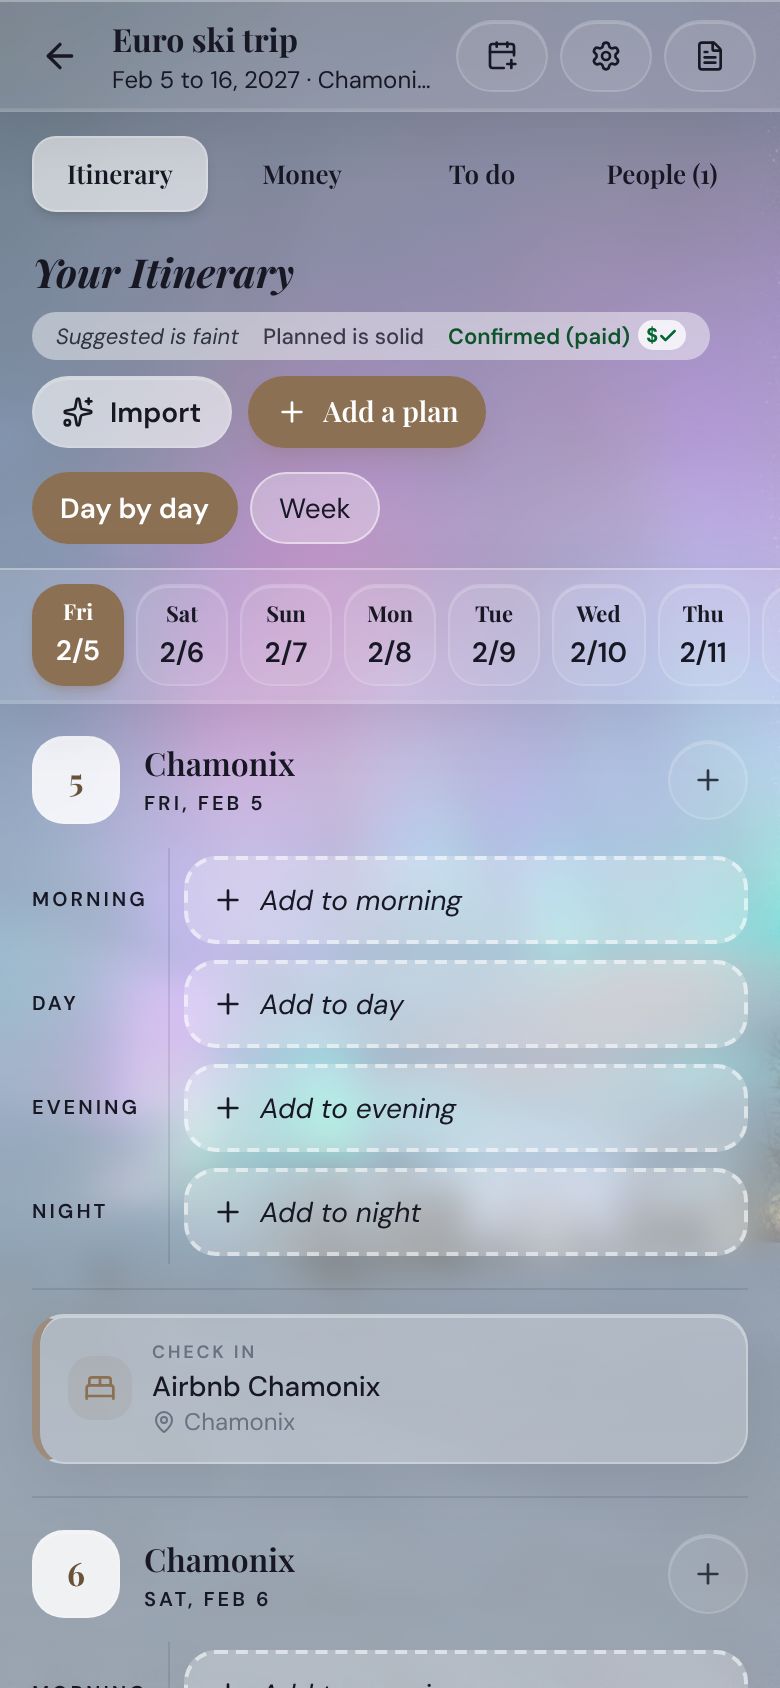 Euro ski trip
Feb 5 to 16, 2027 · Chamoni...
Itinerary Money To do People (1)
Your Itinerary
Suggested is faint Planned is solid Confirmed (paid) $✓
Import + Add a plan
Day by day Week
Fri Sat Sun Mon Tue Wed Thu
2/5 2/6 2/7 2/8 2/9 2/10 2/11
5 Chamonix
FRI, FEB 5
MORNING + Add to morning
DAY + Add to day
EVENING + Add to evening
NIGHT + Add to night
CHECK IN
Airbnb Chamonix
Chamonix
6 Chamonix
SAT, FEB 6